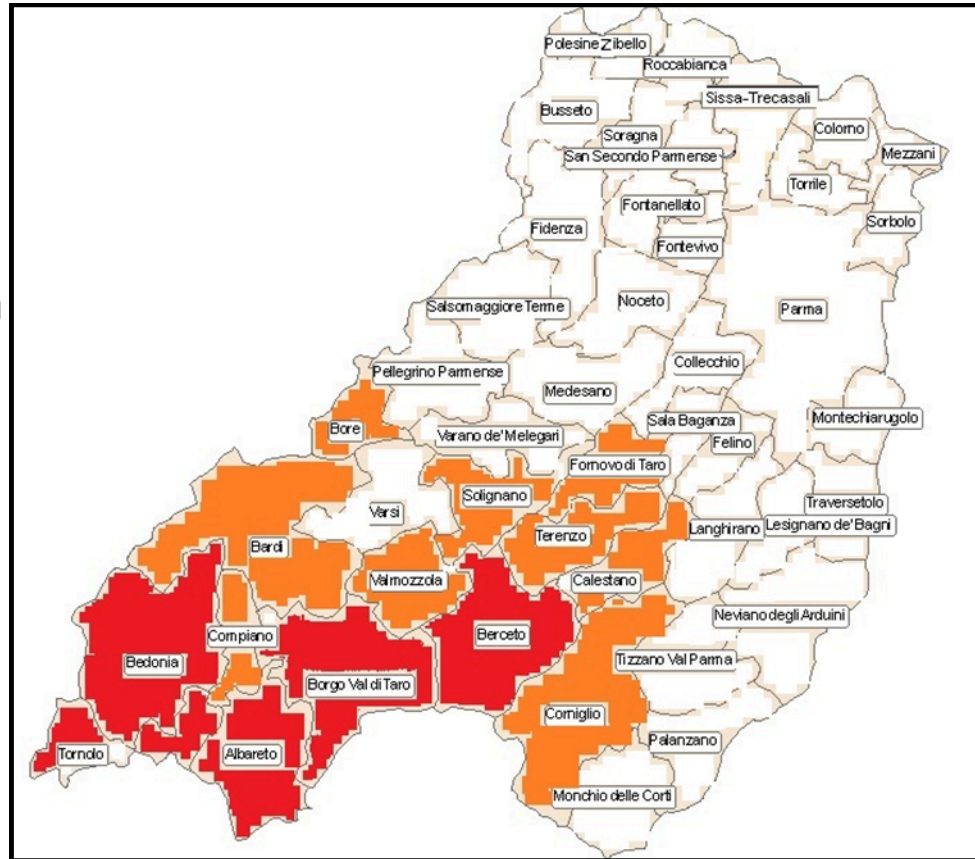 Polesine Zibello
Roccabianca
Sissa-Trecasali
Busseto
Colorno
Soragna
Mezzani
San Secondo Parmense
Torrile
Fontanellato
Sorbolo
Fidenza
Fontevivo
Salsomaggiore Terme
Noceto
Parma
Collecchio
Pellegrino Parmense
Medesano
Montechiarugolo
Sala Baganza
Bore
Varano de' Melegari
Felino
Fornovo di Taro
Solignano
Traversetolo
Varsi
Langhirano
Lesignano de' Bagni
Terenzo
Bardi
Valmozzola
Calestano
Neviano degli Arduini
Compiano
Berceto
Bedonia
Tizzano Val Parma
Borgo Val di Taro
Corniglio
Palanzano
Tornolo
Albareto
Monchio delle Corti